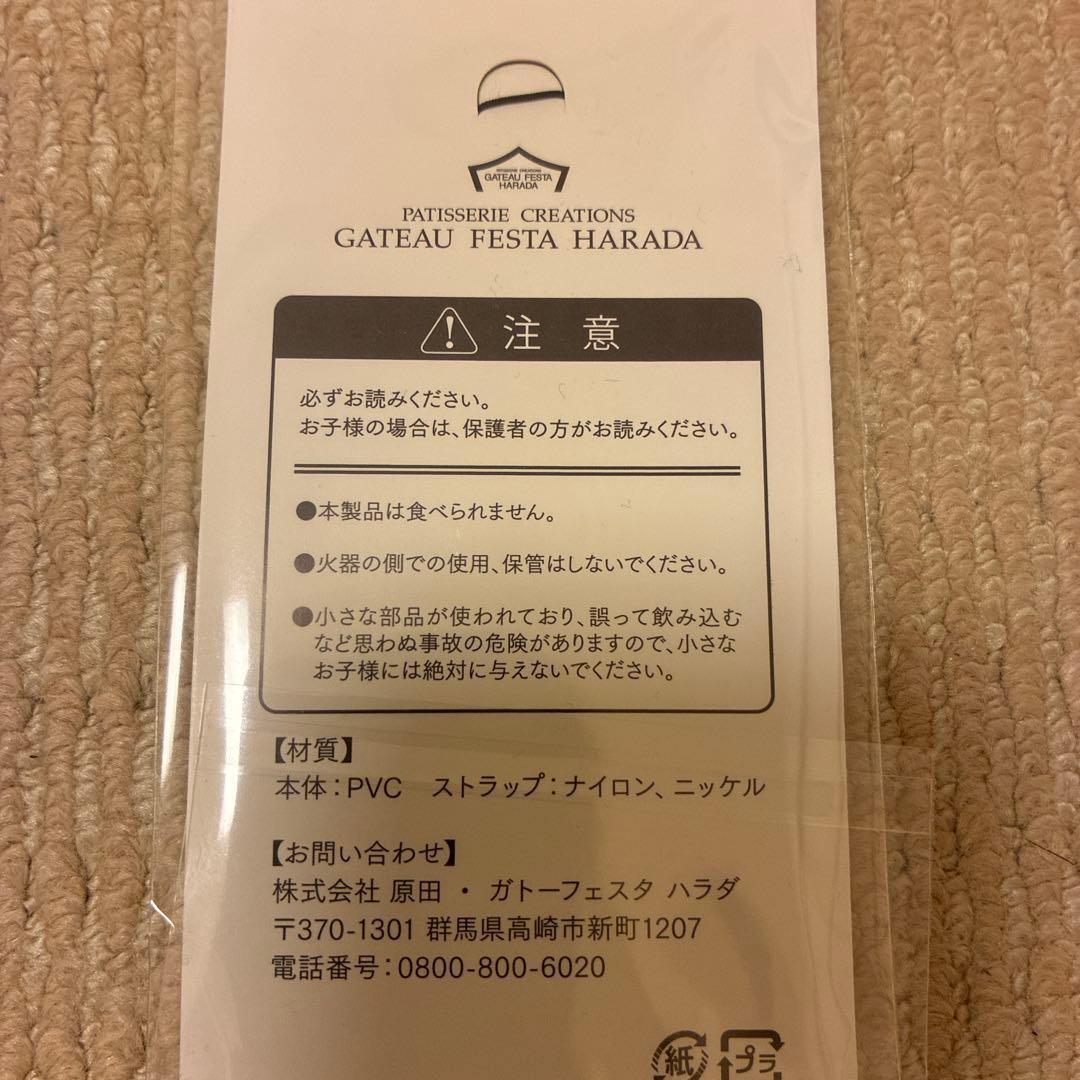 PATISSERIE CREATIONS
GATEAU FESTA
HARADA
PATISSERIE CREATIONS
GATEAU FESTA HARADA
注意
必ずお読みください。
お子様の場合は、保護者の方がお読みください。
●本製品は食べられません。
●火器の側での使用、保管はしないでください。
●小さな部品が使われており、誤って飲み込む
など思わぬ事故の危険がありますので、小さな
お子様には絶対に与えないでください。
【材質】
本体：PVC ストラップ：ナイロン、ニッケル
【お問い合わせ】
株式会社 原田 ・ ガトーフェスタ ハラダ
〒370-1301 群馬県高崎市新町1207
電話番号：0800-800-6020
紙 プラ